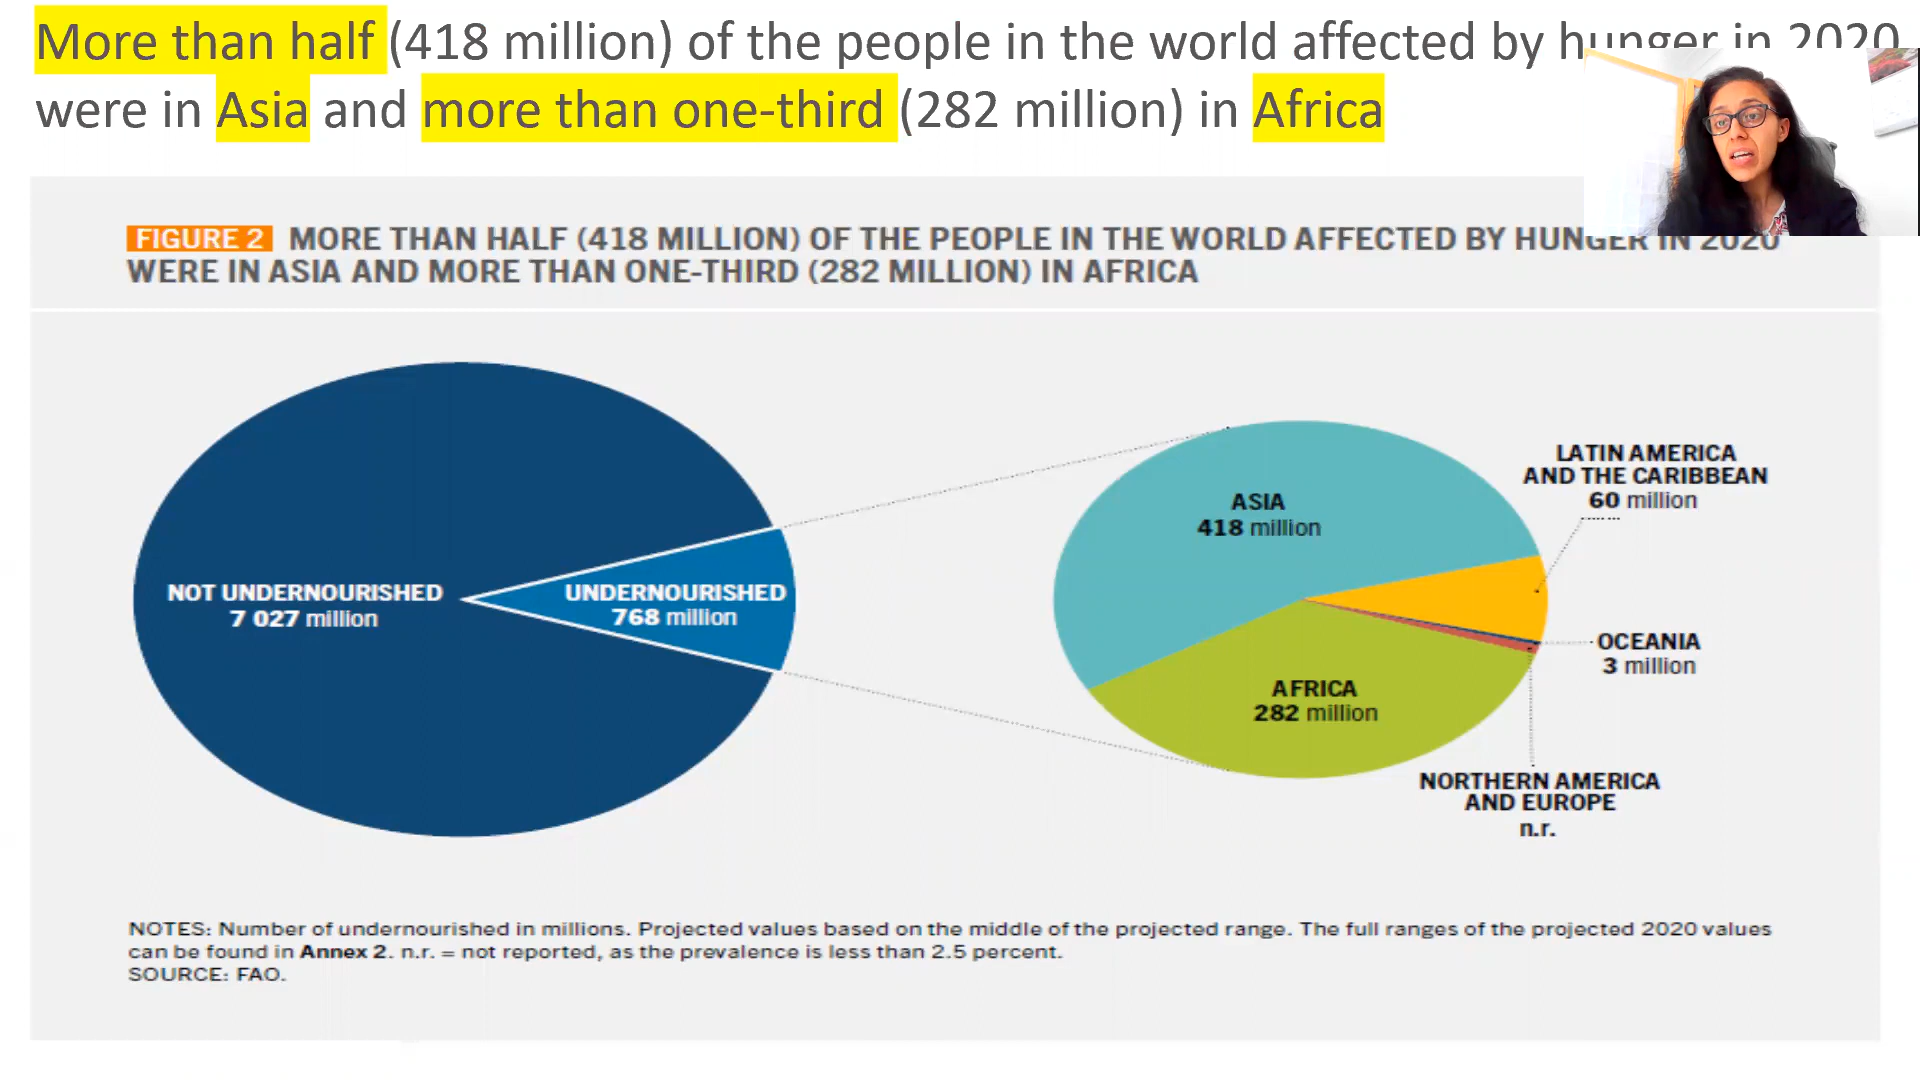 More than half (418 million) of the people in the world affected by hunger in 2020
were in Asia and more than one-third (282 million) in Africa
FIGURE 2 MORE THAN HALF (418 MILLION) OF THE PEOPLE IN THE WORLD AFFECTED BY HUNGER IN 2020
WERE IN ASIA AND MORE THAN ONE-THIRD (282 MILLION) IN AFRICA
NOT UNDERNOURISHED
7 027 million
UNDERNOURISHED
768 million
ASIA
418 million
LATIN AMERICA
AND THE CARIBBEAN
60 million
OCEANIA
3 million
AFRICA
282 million
NORTHERN AMERICA
AND EUROPE
n.r.
NOTES: Number of undernourished in millions. Projected values based on the middle of the projected range. The full ranges of the projected 2020 values
can be found in Annex 2. n.r. = not reported, as the prevalence is less than 2.5 percent.
SOURCE: FAO.